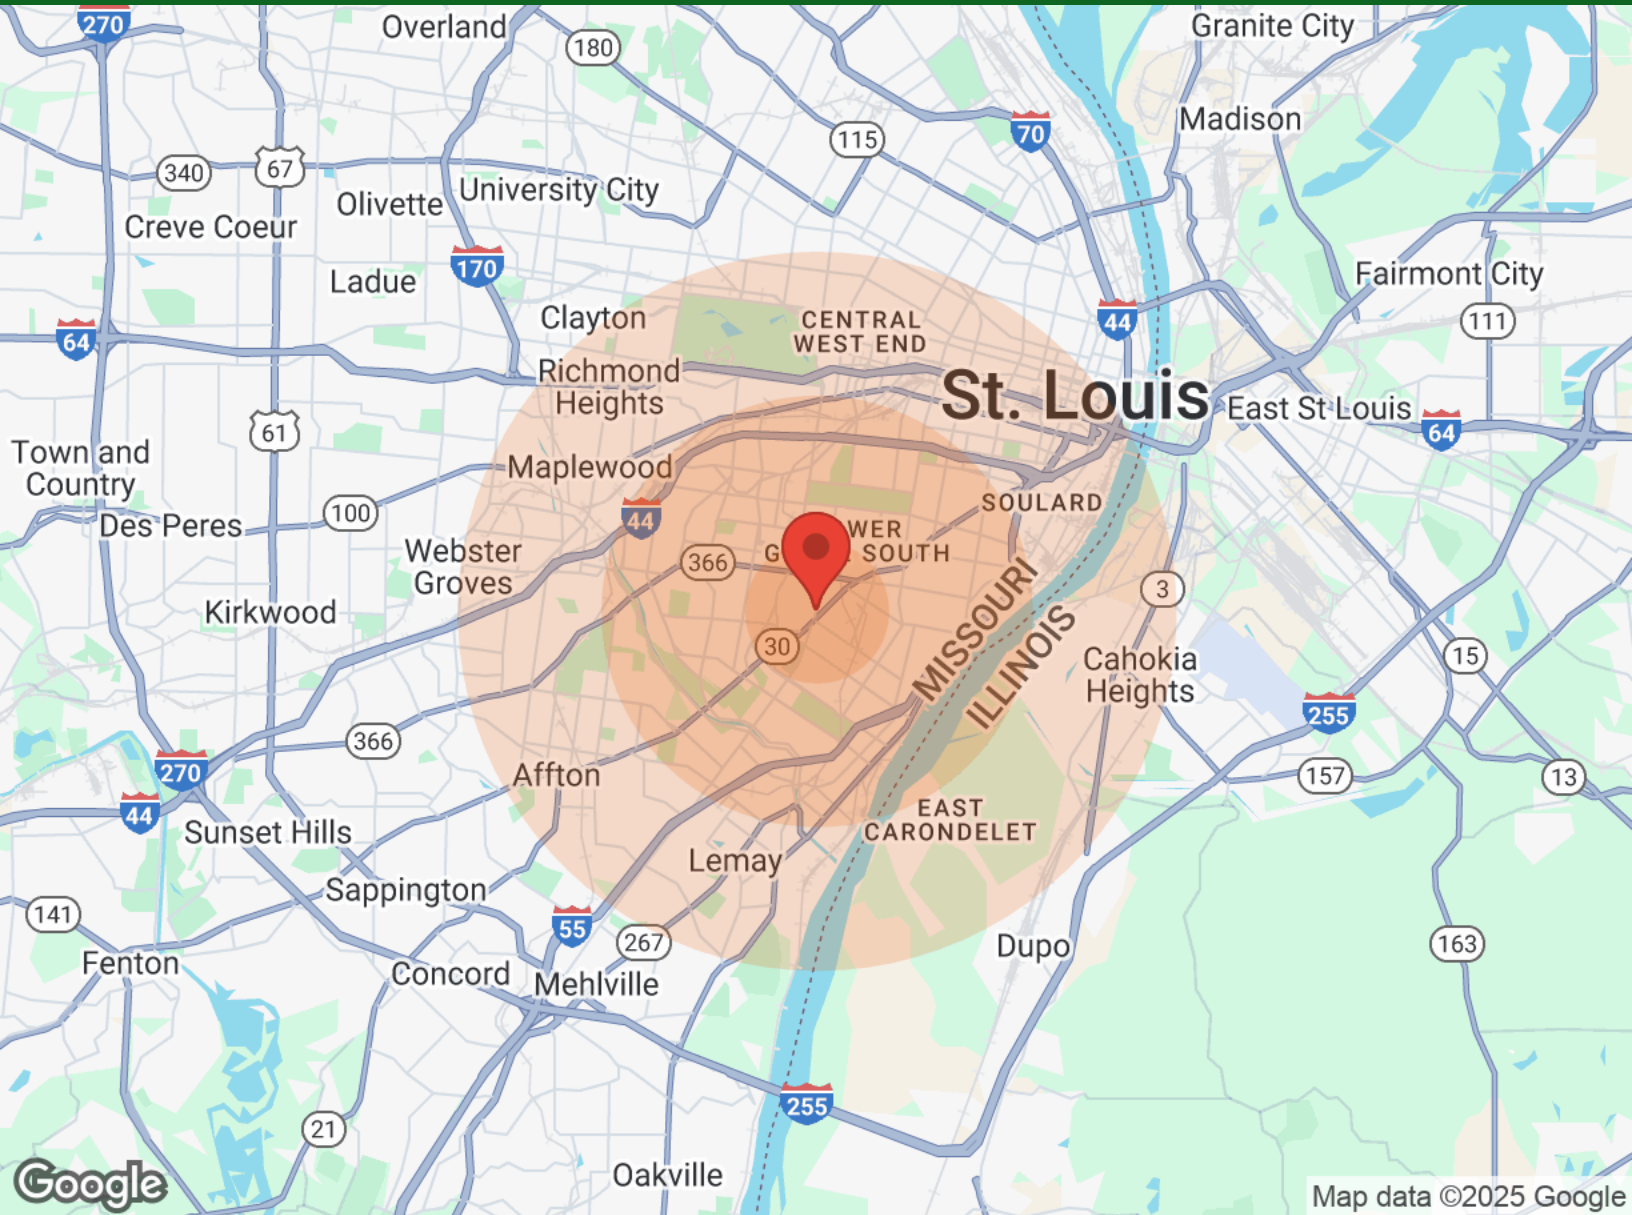 270
Overland
180
Granite City
115
70
Madison
340
67
Olivette
University City
Creve Coeur
170
Ladue
Fairmont City
Clayton
CENTRAL
WEST END
44
111
64
Richmond
Heights
St. Louis
East St Louis
64
61
Town and
Country
Maplewood
100
Des Peres
44
SOULARD
Webster
Groves
366
SOUTH
3
Kirkwood
30
MISSOURI
ILLINOIS
Cahokia
Heights
15
255
366
270
Affton
157
13
44
Sunset Hills
EAST
CARONDELET
Lemay
Sappington
141
55
267
Dupo
163
Fenton
Concord
Mehlville
255
21
Oakville
Google
Map data ©2025 Google